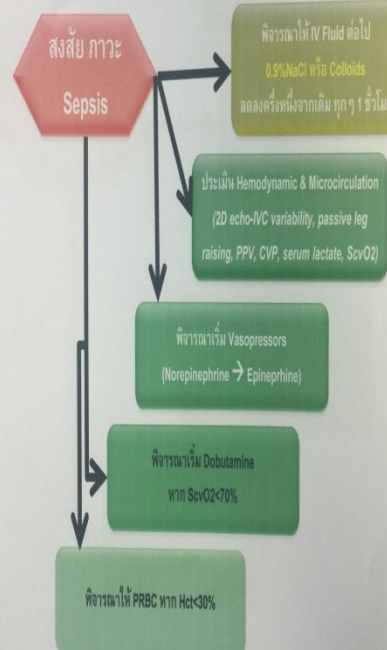 สงสัย ภาวะ
Sepsis
พิจารณาให้ IV Fluid ต่อไป
0.9%NaCl หรือ Colloids
ลดลงครึ่งหนึ่งจากเดิม ทุกๆ 1 ชั่วโม
ประเมิน Hemodynamic & Microcirculation
(2D echo-IVC variability, passive leg
raising, PPV, CVP, serum lactate, ScvO2)
พิจารณาเริ่ม Vasopressors
(Norepinephrine → Epineprhine)
พิจารณาเริ่ม Dobutamine
หาก ScvO2<70%
พิจารณาให้ PRBC หาก Hct<30%